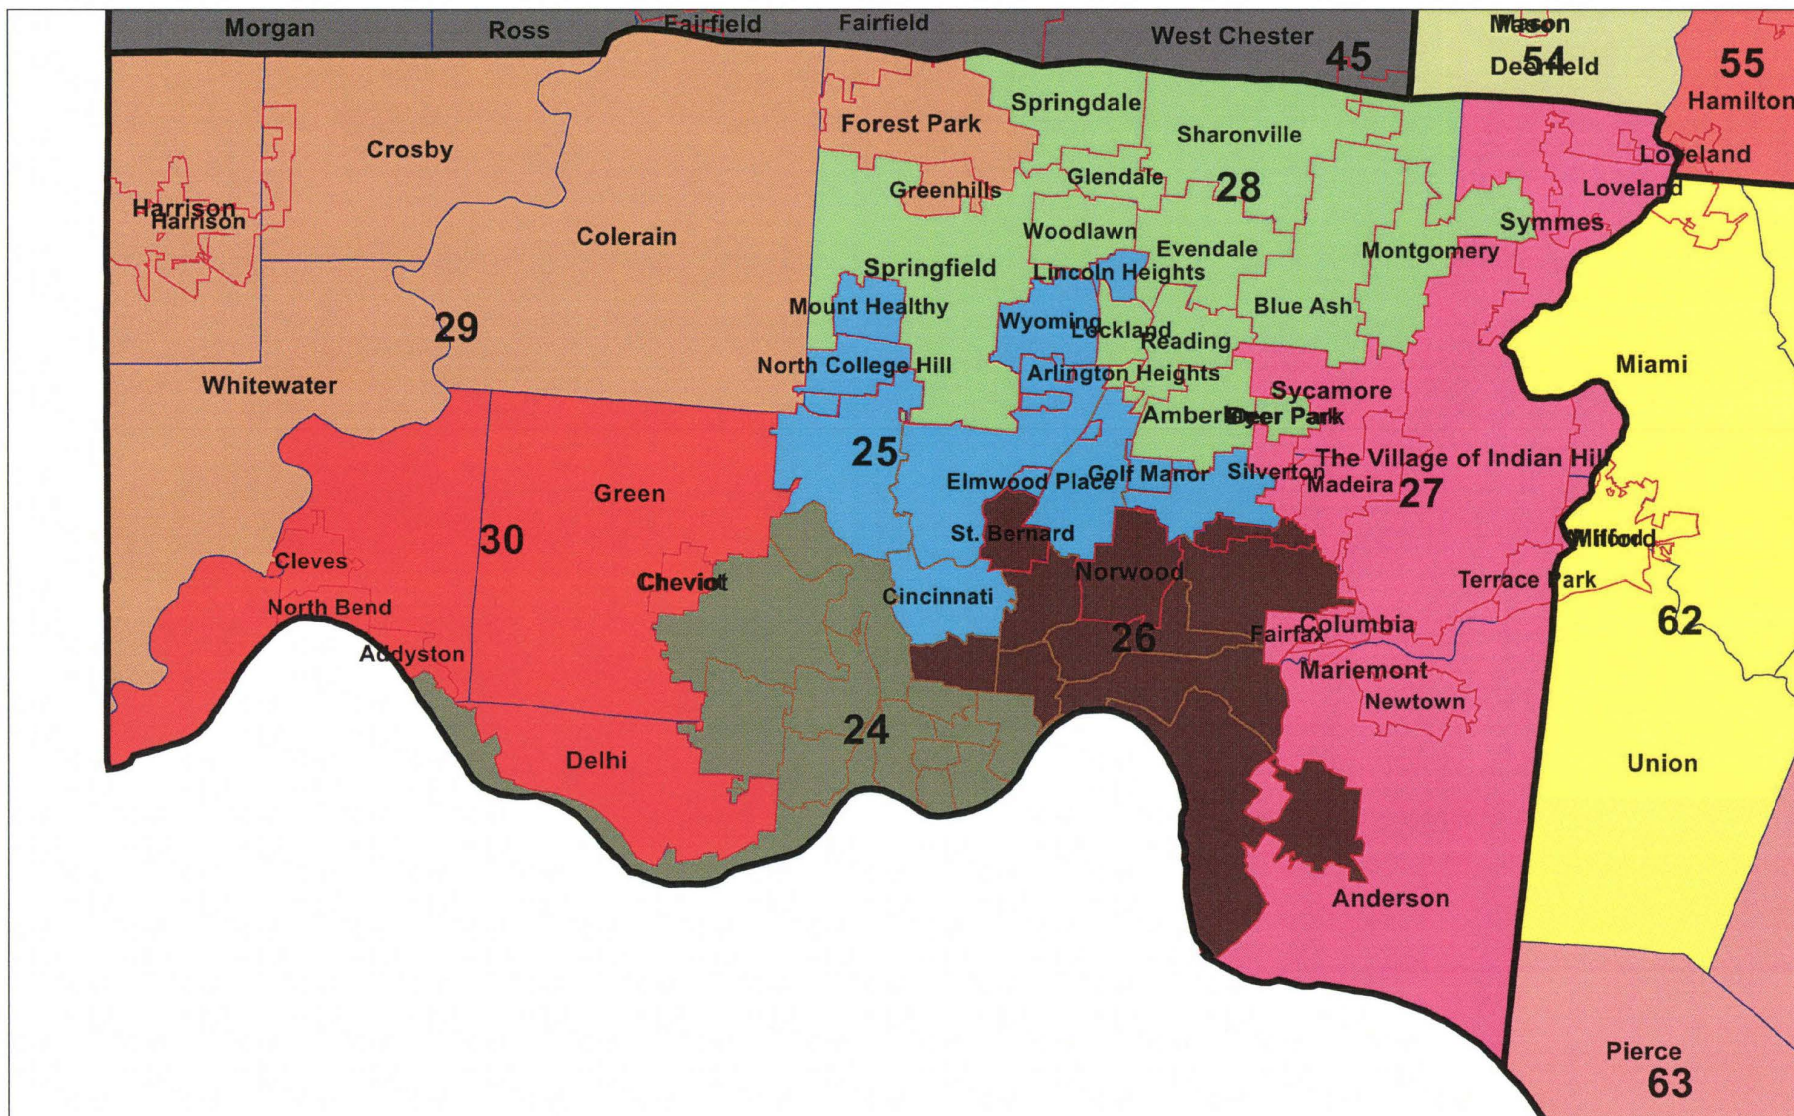 Morgan
Ross
Fairfield
Fairfield
West Chester
45
Mason
54
Deerfield
55
Hamilton
Springdale
Forest Park
Sharonville
Crosby
Loveland
Glendale
28
Greenhills
Loveland
Harrison
Harrison
Symmes
Colerain
Woodlawn
Evendale
Montgomery
Springfield
Lincoln Heights
Mount Healthy
Blue Ash
29
Wyoming
Lockland
Reading
North College Hill
Miami
Arlington Heights
Whitewater
Sycamore
Amberley
Deer Park
25
The Village of Indian Hill
Golf Manor
Silverton
Elmwood Place
Madeira
27
Green
St. Bernard
30
Milford
Cleves
Norwood
Cheviot
Terrace Park
Cincinnati
North Bend
62
Columbia
26
Fairfax
Addyston
Mariemont
Newtown
24
Delhi
Union
Anderson
Pierce
63